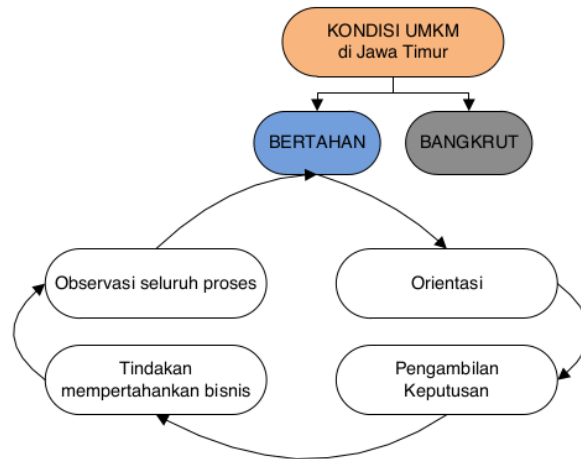 KONDISI UMKM
di Jawa Timur
BERTAHAN
BANGKRUT
Observasi seluruh proses
Orientasi
Tindakan
mempertahankan bisnis
Pengambilan
Keputusan